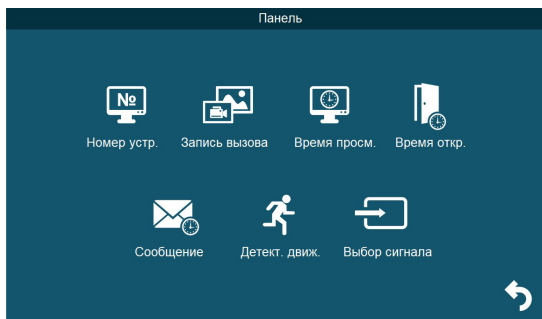 Панель
№
Номер устр. Запись вызова Время просм. Время откр.
Сообщение Детект. движ. Выбор сигнала